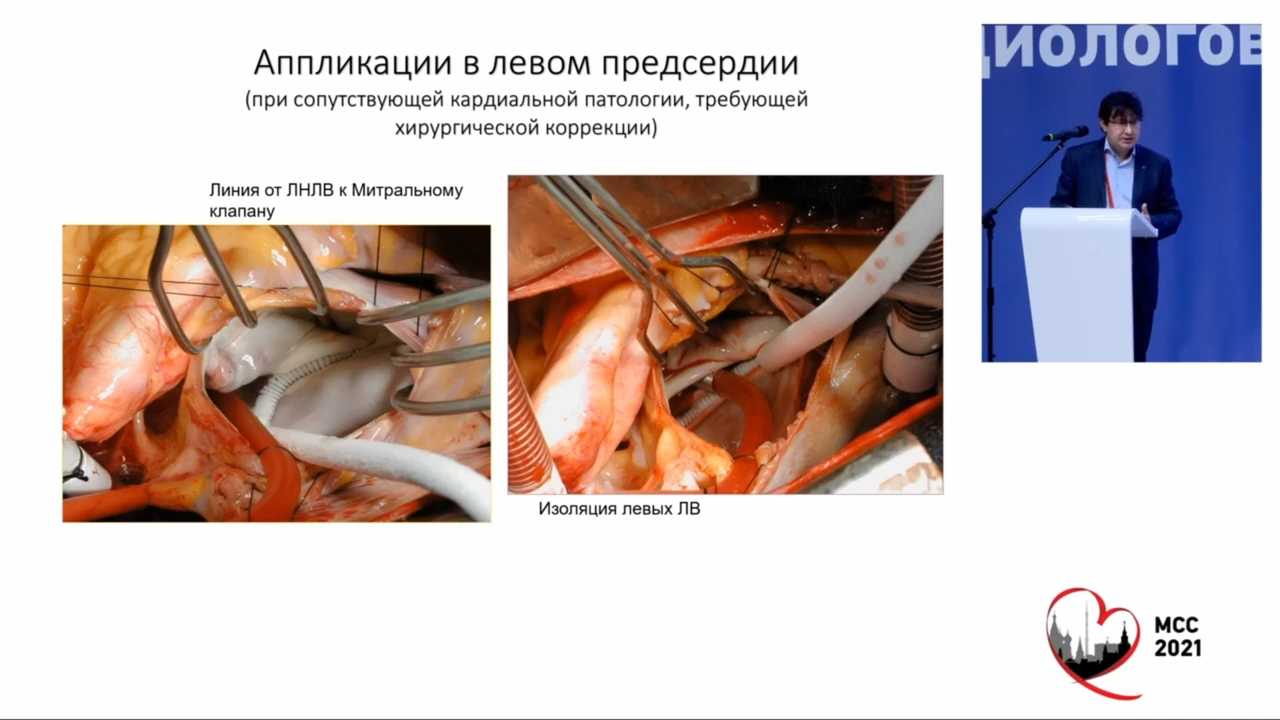 Аппликации в левом предсердии
(при сопутствующей кардиальной патологии, требующей
хирургической коррекции)
Линия от ЛНЛВ к Митральному
клапану
Изоляция левых ЛВ
МСС
2021